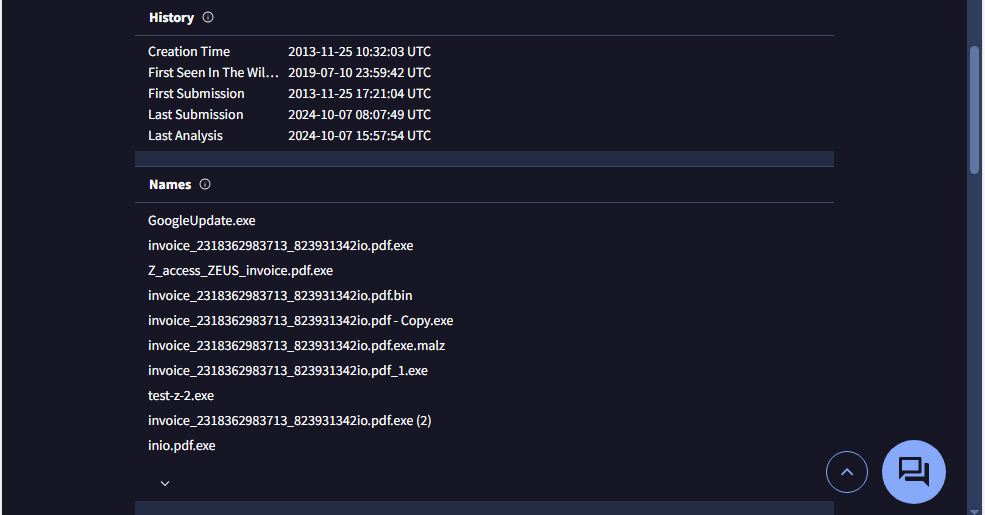 History
Creation Time 2013-11-25 10:32:03 UTC
First Seen In The Wil... 2019-07-10 23:59:42 UTC
First Submission 2013-11-25 17:21:04 UTC
Last Submission 2024-10-07 08:07:49 UTC
Last Analysis 2024-10-07 15:57:54 UTC
Names
GoogleUpdate.exe
invoice_2318362983713_823931342io.pdf.exe
Z_access_ZEUS_invoice.pdf.exe
invoice_2318362983713_823931342io.pdf.bin
invoice_2318362983713_823931342io.pdf - Copy.exe
invoice_2318362983713_823931342io.pdf.exe.malz
invoice_2318362983713_823931342io.pdf_1.exe
test-z-2.exe
invoice_2318362983713_823931342io.pdf.exe (2)
inio.pdf.exe